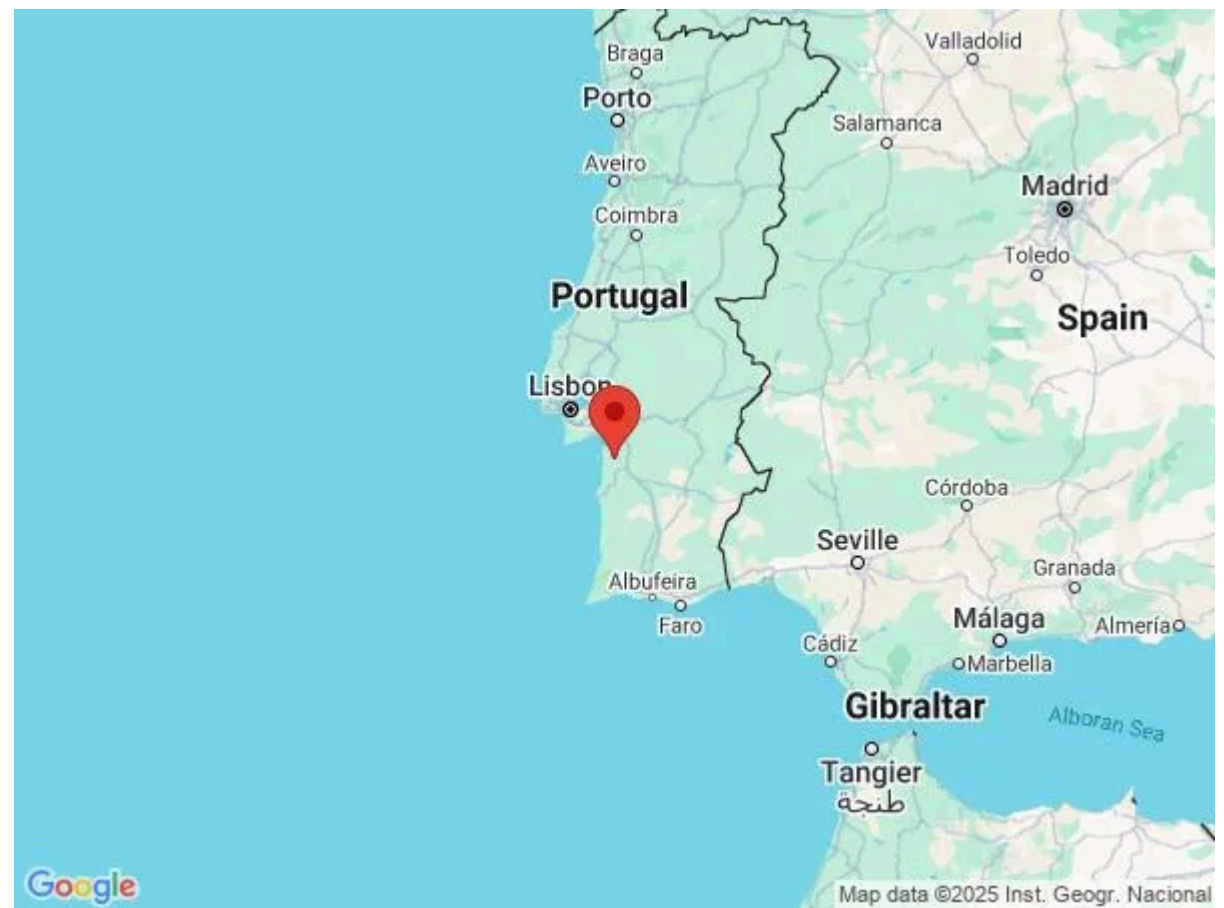 Braga
Valladolid
Porto
Salamanca
Aveiro
Madrid
Coimbra
Toledo
Portugal
Spain
Lisbon
Córdoba
Seville
Granada
Albufeira
Málaga
Almería
Faro
Cádiz
Marbella
Gibraltar
Alboran Sea
Tangier
طنجة
Google
Map data ©2025 Inst. Geogr. Nacional